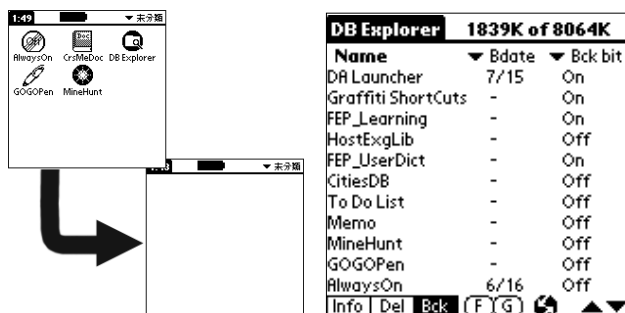 1:49 ▼ 未分類
AlwaysOn CrsMeDoc DB Explorer
GOGOPen MineHunt
▼ 未分類
DB Explorer 1839K of 8064K
Name ▼ Bdate ▼ Bck bit
DA Launcher 7/15 On
Graffiti ShortCuts - On
FEP_Learning - On
HostExgLib - Off
FEP_UserDict - On
CitiesDB - Off
To Do List - Off
Memo - Off
MineHunt - Off
GOGOPen - Off
AlwaysOn 6/16 Off
Info Del Bck F G